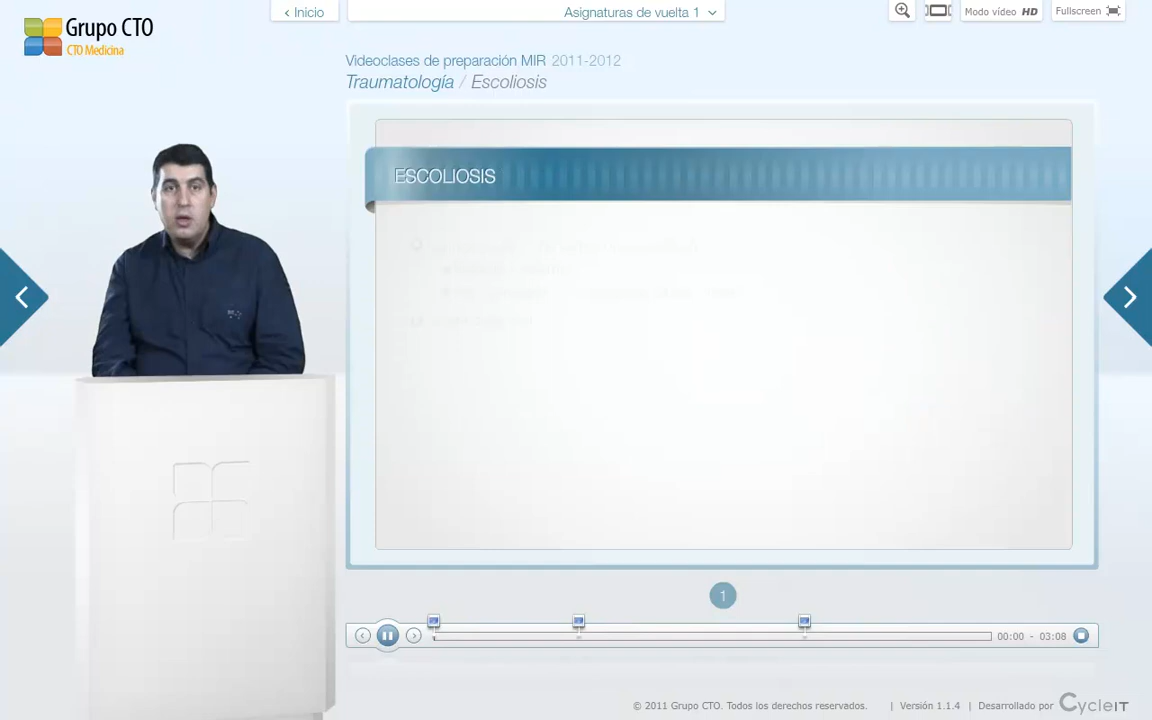 Grupo CTO
CTO Medicina
‹ Inicio
Asignaturas de vuelta 1
Modo vídeo HD
Fullscreen
Videoclases de preparación MIR 2011-2012
Traumatología / Escoliosis
ESCOLIOSIS
1
00:00 - 03:08
© 2011 Grupo CTO. Todos los derechos reservados. | Versión 1.1.4 | Desarrollado por CycleIT